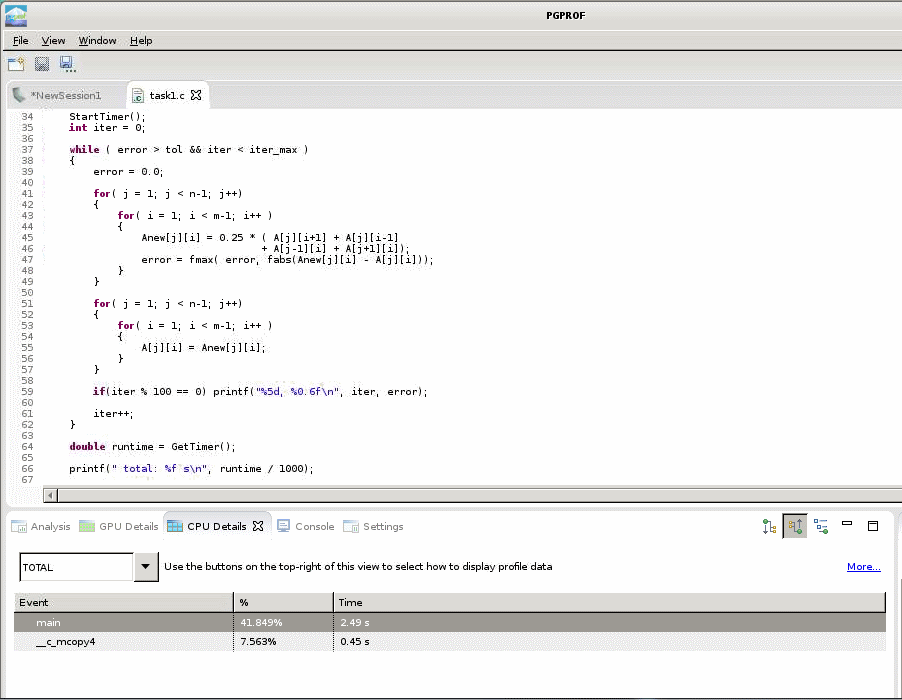 PGPROF
File View Window Help
*NewSession1 task1.c
34 StartTimer();
35 int iter = 0;
36
37 while ( error > tol && iter < iter_max )
38 {
39 error = 0.0;
40
41 for( j = 1; j < n-1; j++)
42 {
43 for( i = 1; i < m-1; i++ )
44 {
45 Anew[j][i] = 0.25 * ( A[j][i+1] + A[j][i-1]
46 + A[j-1][i] + A[j+1][i]);
47 error = fmax( error, fabs(Anew[j][i] - A[j][i]));
48 }
49 }
50
51 for( j = 1; j < n-1; j++)
52 {
53 for( i = 1; i < m-1; i++ )
54 {
55 A[j][i] = Anew[j][i];
56 }
57 }
58
59 if(iter % 100 == 0) printf("%5d, %0.6f\n", iter, error);
60
61 iter++;
62 }
63
64 double runtime = GetTimer();
65
66 printf(" total: %f s\n", runtime / 1000);
67
Analysis GPU Details CPU Details Console Settings
TOTAL Use the buttons on the top-right of this view to select how to display profile data More...
Event % Time
main 41.849% 2.49 s
__c_mcopy4 7.563% 0.45 s